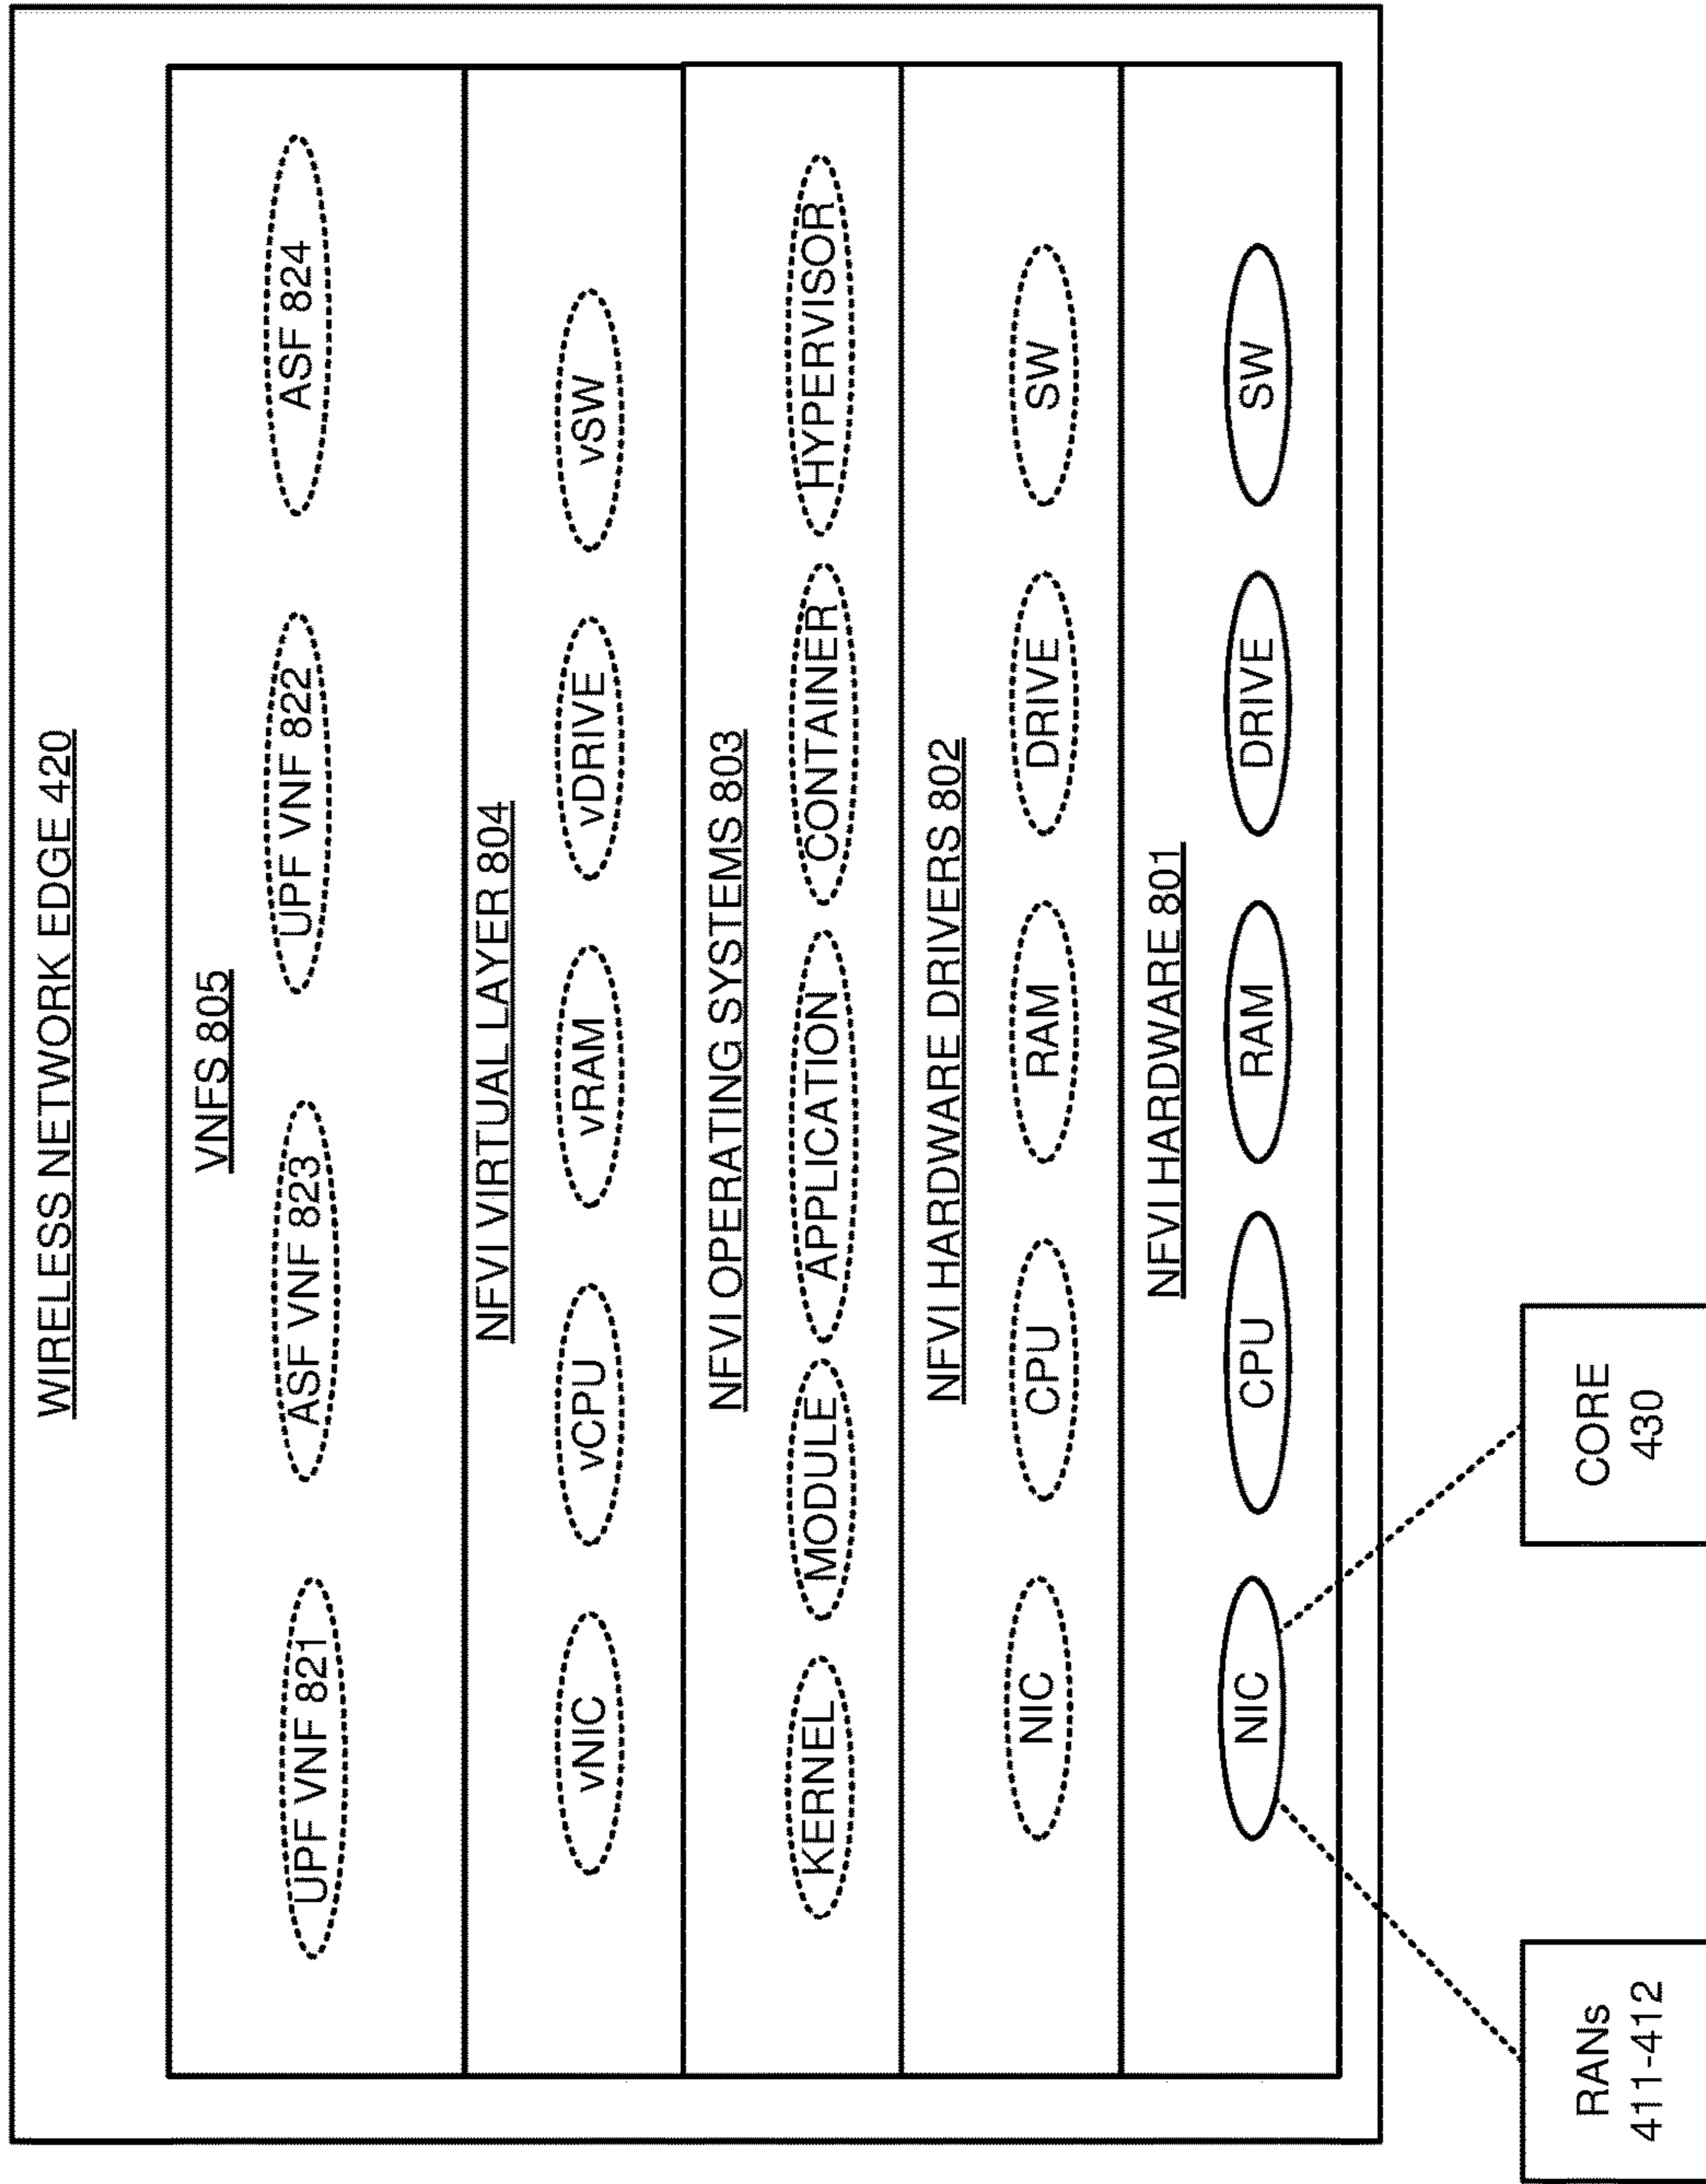 WIRELESS NETWORK EDGE 420
VNFS 805
UPF VNF 821
ASF VNF 823
UPF VNF 822
ASF 824
NFVI VIRTUAL LAYER 804
vNIC
vCPU
vRAM
vDRIVE
vSW
NFVI OPERATING SYSTEMS 803
KERNEL
MODULE
APPLICATION
CONTAINER
HYPERVISOR
NFVI HARDWARE DRIVERS 802
NIC
CPU
RAM
DRIVE
SW
NFVI HARDWARE 801
NIC
CPU
RAM
DRIVE
SW
RANs
411-412
CORE
430